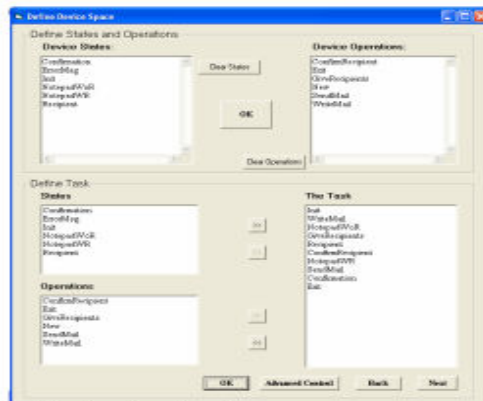 Define Device Space
Define States and Operations
Device States:
Confirmation
ErrorMsg
Init
NotepadWoR
NotepadWR
Recipient
Clear States
OK
Clear Operations
Device Operations:
ConfirmRecipient
Exit
GiveRecipients
New
SendMail
WriteMail
Define Task
States
Confirmation
ErrorMsg
Init
NotepadWoR
NotepadWR
Recipient
>>
Operations
ConfirmRecipient
Exit
GiveRecipients
New
SendMail
WriteMail
The Task
Init
WriteMail
NotepadWoR
GiveRecipients
Recipient
ConfirmRecipient
NotepadWR
SendMail
Confirmation
Exit
OK
Advanced Control
Back
Next